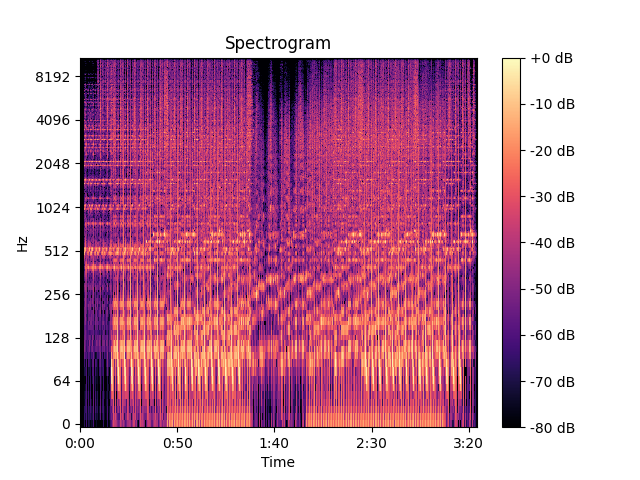 Spectrogram
8192
4096
2048
1024
512
256
128
64
0
Hz
0:00 0:50 1:40 2:30 3:20
Time
+0 dB
-10 dB
-20 dB
-30 dB
-40 dB
-50 dB
-60 dB
-70 dB
-80 dB